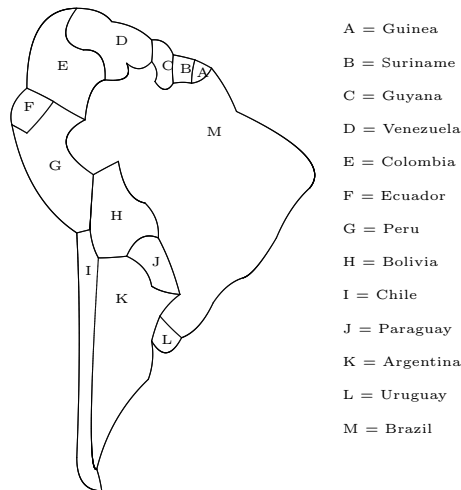 A = Guinea
B = Suriname
C = Guyana
D = Venezuela
E = Colombia
F = Ecuador
G = Peru
H = Bolivia
I = Chile
J = Paraguay
K = Argentina
L = Uruguay
M = Brazil
D
E
C
B
A
F
M
G
H
J
I
K
L